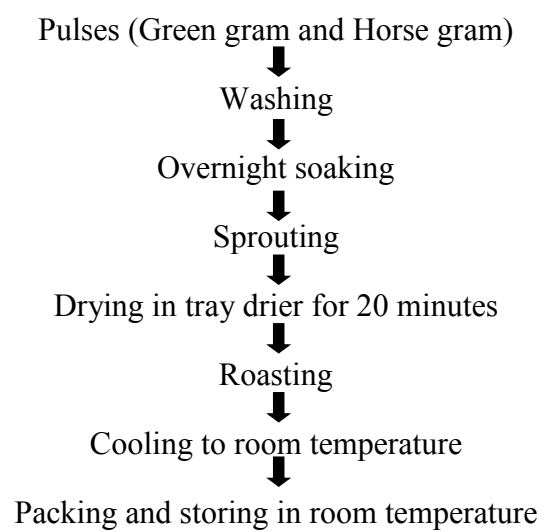 Pulses (Green gram and Horse gram)
Washing
Overnight soaking
Sprouting
Drying in tray drier for 20 minutes
Roasting
Cooling to room temperature
Packing and storing in room temperature